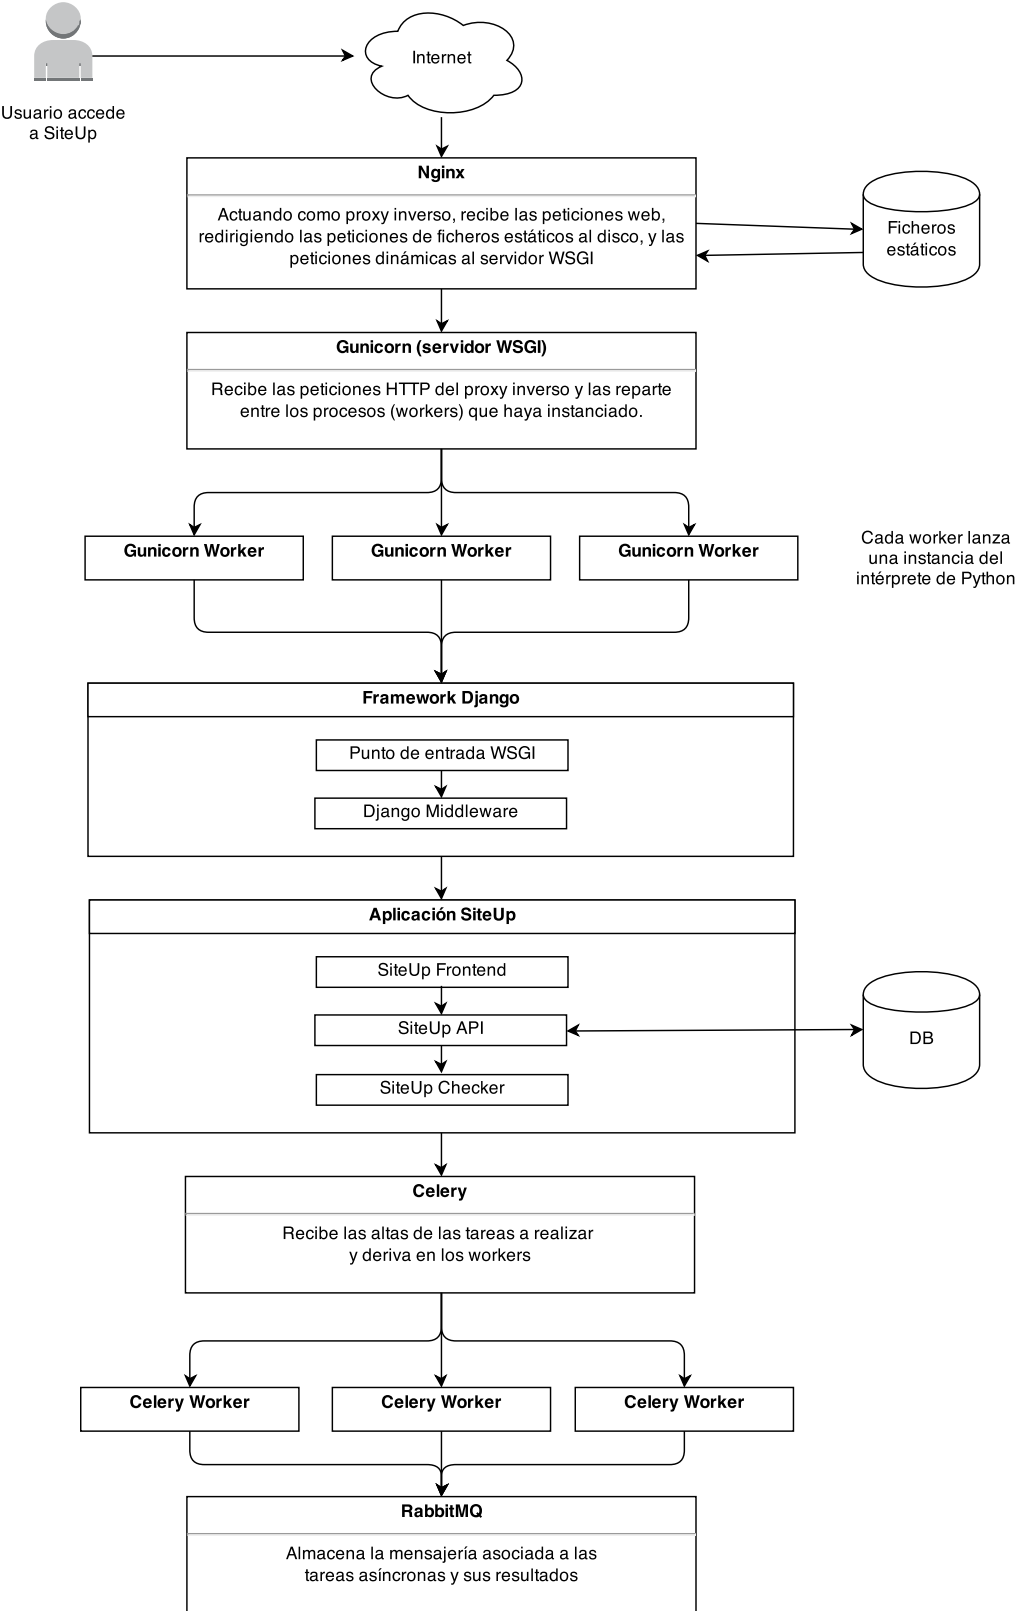 Usuario accede
a SiteUp
Internet
Nginx
Actuando como proxy inverso, recibe las peticiones web,
redirigiendo las peticiones de ficheros estáticos al disco, y las
peticiones dinámicas al servidor WSGI
Ficheros
estáticos
Gunicorn (servidor WSGI)
Recibe las peticiones HTTP del proxy inverso y las reparte
entre los procesos (workers) que haya instanciado.
Gunicorn Worker
Gunicorn Worker
Gunicorn Worker
Cada worker lanza
una instancia del
intérprete de Python
Framework Django
Punto de entrada WSGI
Django Middleware
Aplicación SiteUp
SiteUp Frontend
SiteUp API
SiteUp Checker
DB
Celery
Recibe las altas de las tareas a realizar
y deriva en los workers
Celery Worker
Celery Worker
Celery Worker
RabbitMQ
Almacena la mensajería asociada a las
tareas asíncronas y sus resultados